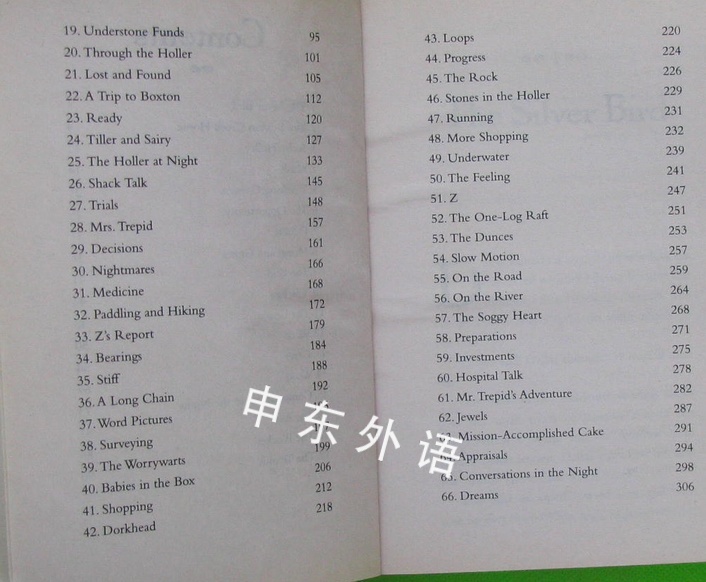 19. Understone Funds 95
20. Through the Holler 101
21. Lost and Found 105
22. A Trip to Boxton 112
23. Ready 120
24. Tiller and Sairy 127
25. The Holler at Night 133
26. Shack Talk 145
27. Trials 148
28. Mrs. Trepid 157
29. Decisions 161
30. Nightmares 166
31. Medicine 168
32. Paddling and Hiking 172
33. Z's Report 179
34. Bearings 184
35. Stiff 188
36. A Long Chain 192
37. Word Pictures
38. Surveying
39. The Worrywarts 199
40. Babies in the Box 206
41. Shopping 212
42. Dorkhead 218
43. Loops 220
44. Progress 224
45. The Rock 226
46. Stones in the Holler 229
47. Running 231
48. More Shopping 232
49. Underwater 239
50. The Feeling 241
51. Z 247
52. The One-Log Raft 251
53. The Dunces 253
54. Slow Motion 257
55. On the Road 259
56. On the River 264
57. The Soggy Heart 268
58. Preparations 271
59. Investments 275
60. Hospital Talk 278
61. Mr. Trepid's Adventure 282
62. Jewels 287
63. Mission-Accomplished Cake 291
64. Appraisals 294
65. Conversations in the Night 298
66. Dreams 306
申东外语